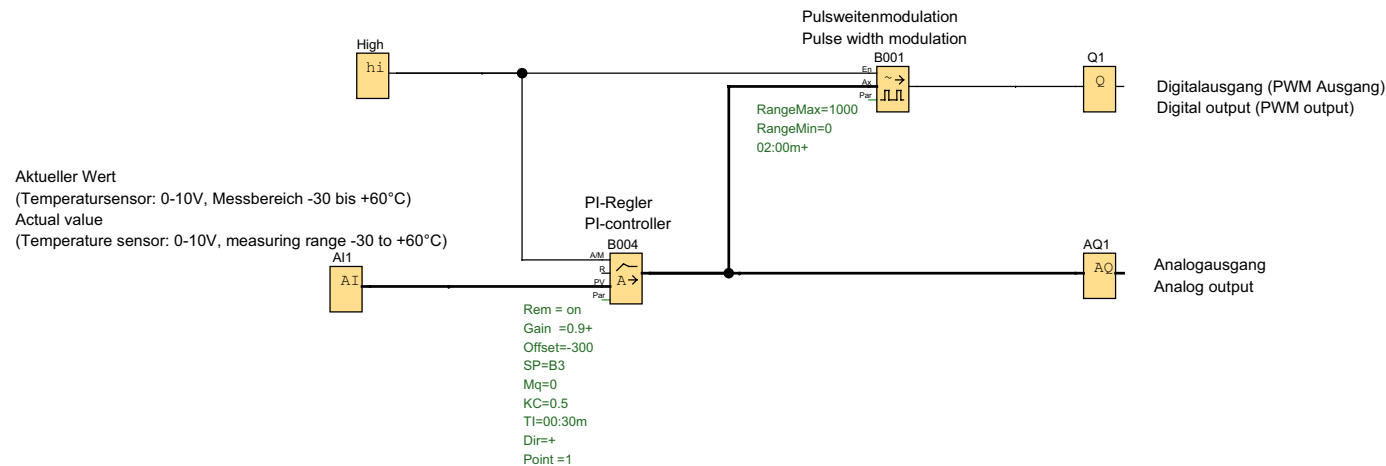 Pulsweitenmodulation
Pulse width modulation
High
hi
B001
En
Ax
Par
RangeMax=1000
RangeMin=0
02:00m+
Q1
Q
Digitalausgang (PWM Ausgang)
Digital output (PWM output)
Aktueller Wert
(Temperatursensor: 0-10V, Messbereich -30 bis +60°C)
Actual value
(Temperature sensor: 0-10V, measuring range -30 to +60°C)
AI1
AI
PI-Regler
PI-controller
B004
A/M
R
PV
Par
A
Rem = on
Gain =0.9+
Offset=-300
SP=B3
Mq=0
KC=0.5
TI=00:30m
Dir=+
Point =1
AQ1
AQ
Analogausgang
Analog output